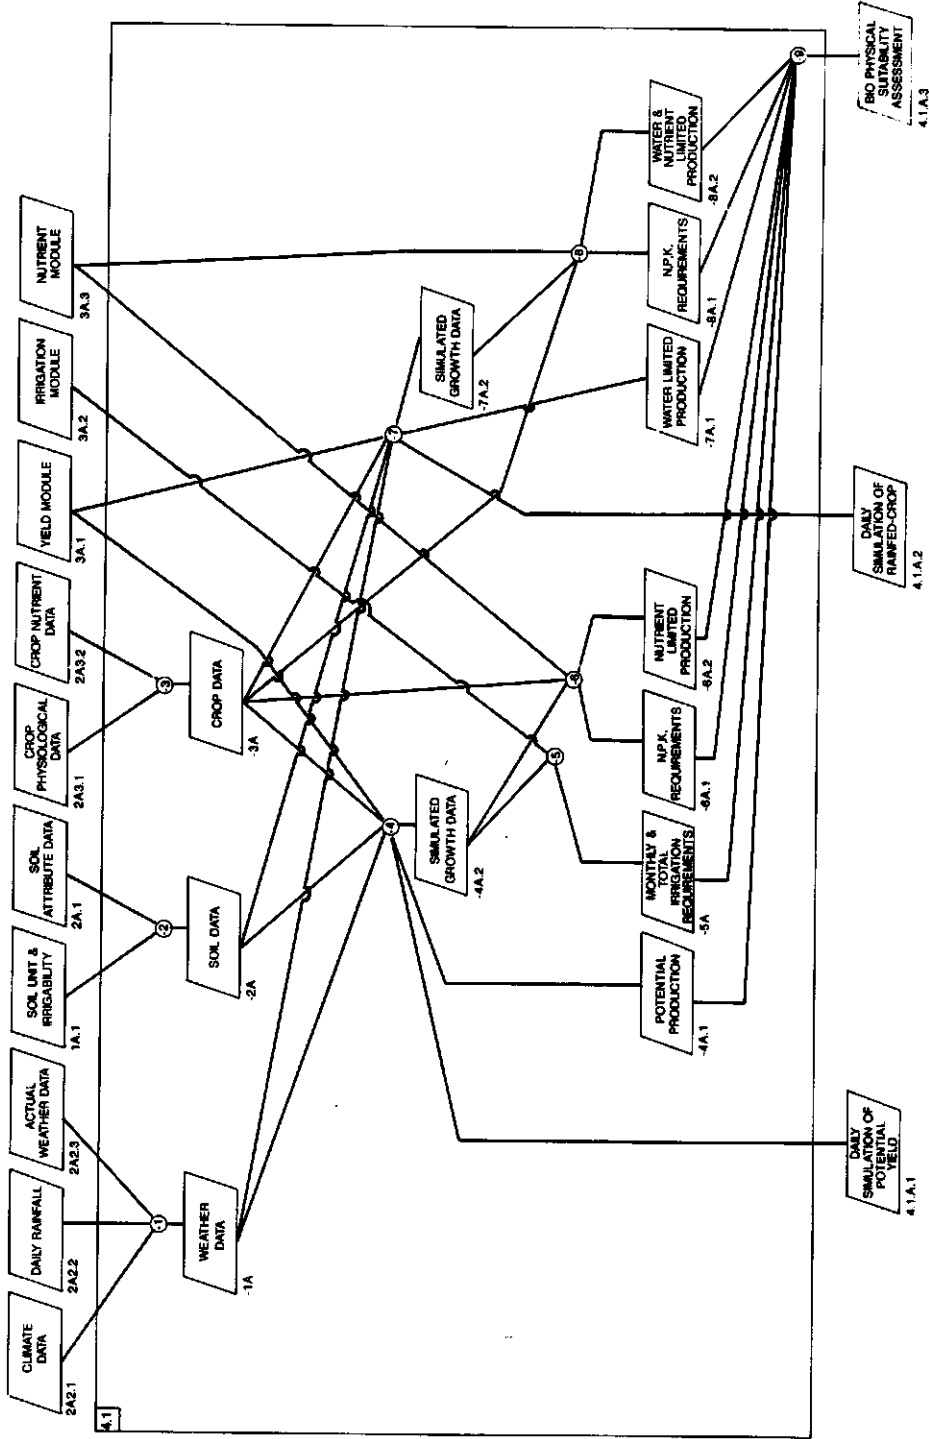 CLIMATE
DATA
2A2.1
DAILY RAINFALL
2A2.2
ACTUAL
WEATHER DATA
2A2.3
SOIL UNIT &
IRRIGABILITY
1A.1
SOIL
ATTRIBUTE DATA
2A.1
CROP
PHYSIOLOGICAL
DATA
2A3.1
CROP NUTRIENT
DATA
2A3.2
YIELD MODULE
3A.1
IRRIGATION
MODULE
3A.2
NUTRIENT
MODULE
3A.3
4.1
-1
-2
-3
WEATHER
DATA
-1A
SOIL DATA
-2A
CROP DATA
-3A
-4
-7
SIMULATED
GROWTH DATA
-4A.2
SIMULATED
GROWTH DATA
-7A.2
-5
-6
-8
POTENTIAL
PRODUCTION
-4A.1
MONTHLY &
TOTAL
IRRIGATION
REQUIREMENTS
-5A
N.P.K.
REQUIREMENTS
-6A.1
NUTRIENT
LIMITED
PRODUCTION
-6A.2
WATER LIMITED
PRODUCTION
-7A.1
N.P.K.
REQUIREMENTS
-8A.1
WATER &
NUTRIENT
LIMITED
PRODUCTION
-8A.2
-9
DAILY
SIMULATION OF
POTENTIAL
YIELD
4.1.A.1
DAILY
SIMULATION OF
RAINFED-CROP
4.1.A.2
BIO PHYSICAL
SUITABILITY
ASSESSMENT
4.1.A.3